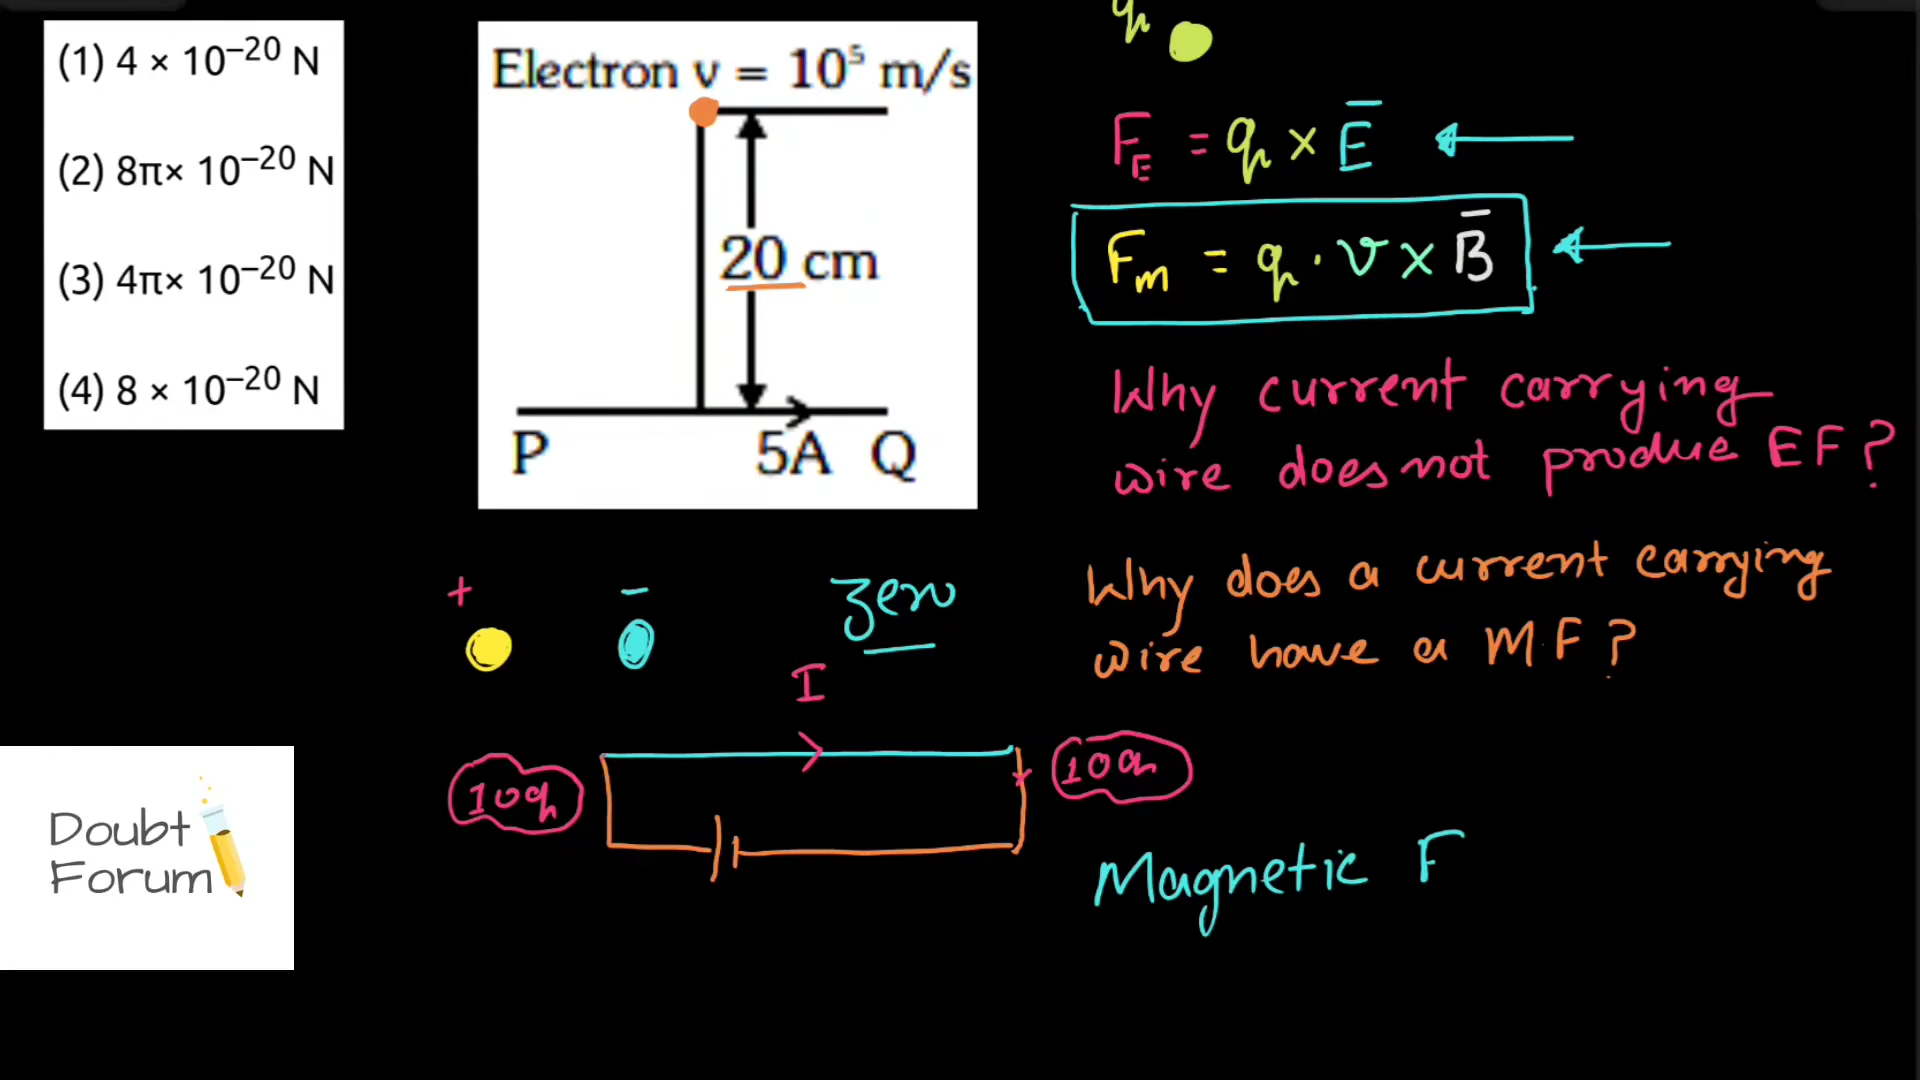 (1) 4 × 10⁻²⁰ N
(2) 8π× 10⁻²⁰ N
(3) 4π× 10⁻²⁰ N
(4) 8 × 10⁻²⁰ N
Electron v = 10⁵ m/s
20 cm
P 5A Q
q
F_E = q × E̅
F_m = q · v × B̅
Why current carrying
wire does not produe EF?
Why does a current carrying
wire have a M.F?
+ − zero
I
10q 10q
Magnetic F
Doubt
Forum